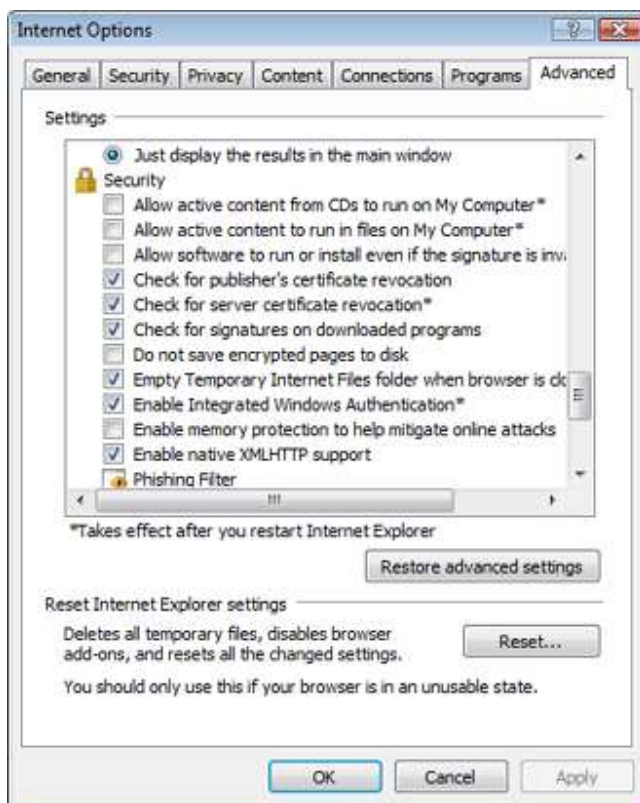 Internet Options
General Security Privacy Content Connections Programs Advanced
Settings
Just display the results in the main window
Security
Allow active content from CDs to run on My Computer*
Allow active content to run in files on My Computer*
Allow software to run or install even if the signature is inv
Check for publisher's certificate revocation
Check for server certificate revocation*
Check for signatures on downloaded programs
Do not save encrypted pages to disk
Empty Temporary Internet Files folder when browser is clo
Enable Integrated Windows Authentication*
Enable memory protection to help mitigate online attacks
Enable native XMLHTTP support
Phishing Filter
*Takes effect after you restart Internet Explorer
Restore advanced settings
Reset Internet Explorer settings
Deletes all temporary files, disables browser
add-ons, and resets all the changed settings.
Reset...
You should only use this if your browser is in an unusable state.
OK Cancel Apply